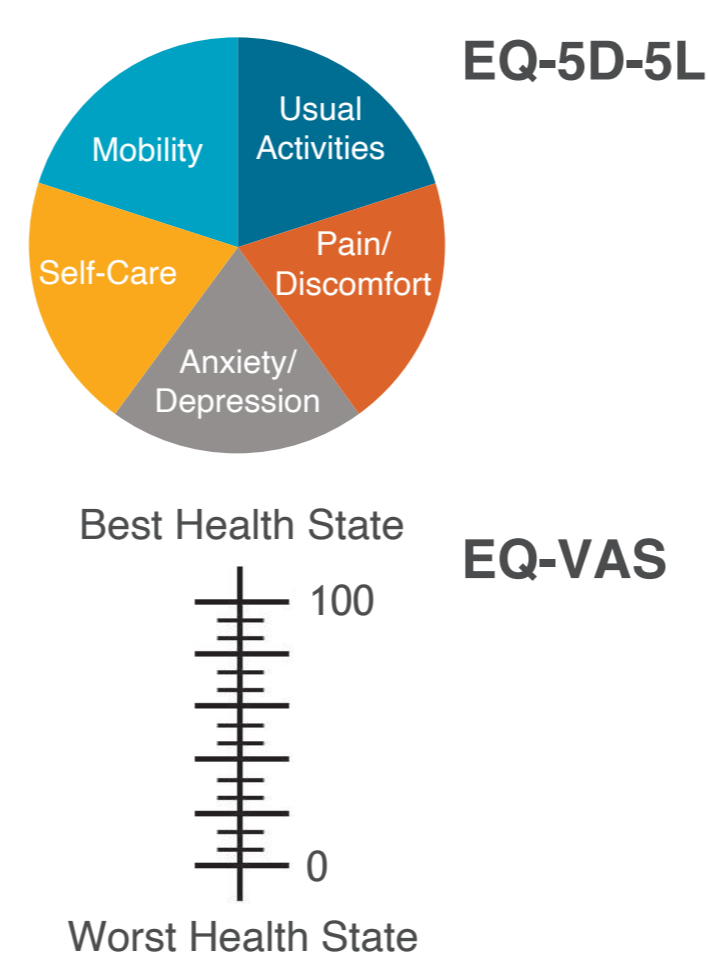 EQ-5D-5L
Usual
Activities
Mobility
Pain/
Discomfort
Self-Care
Anxiety/
Depression
Best Health State
EQ-VAS
100
0
Worst Health State